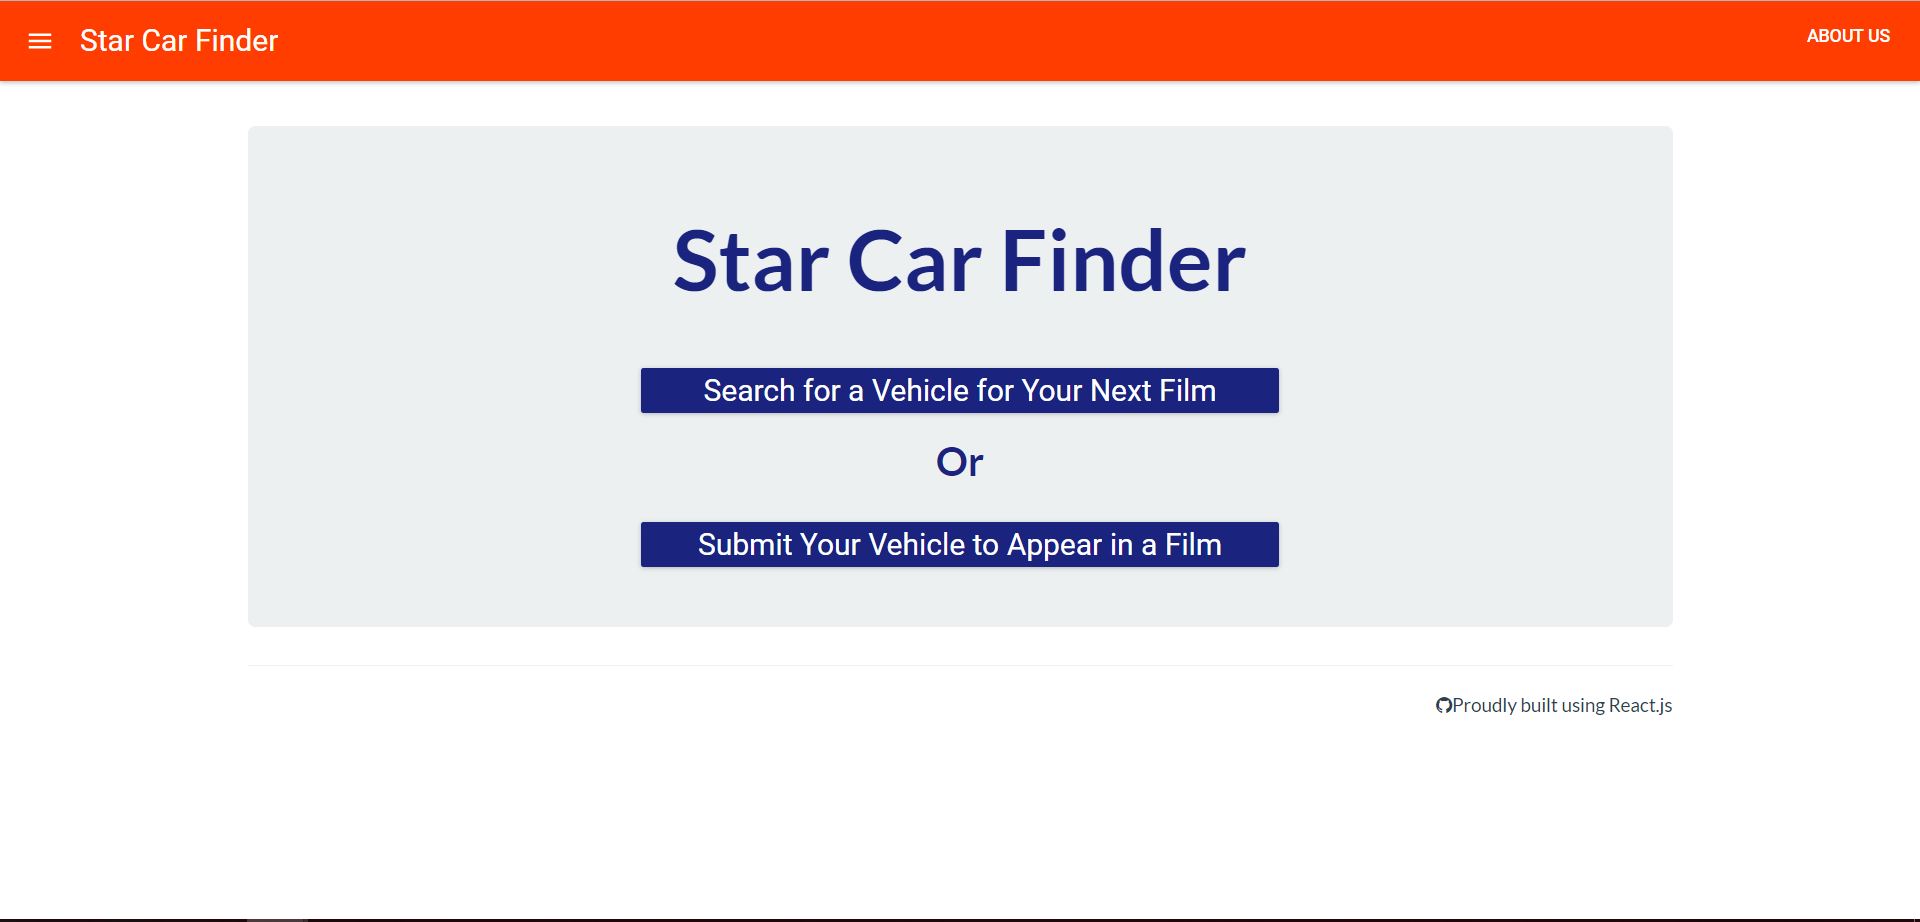 Star Car Finder
ABOUT US
Star Car Finder
Search for a Vehicle for Your Next Film
Or
Submit Your Vehicle to Appear in a Film
Proudly built using React.js